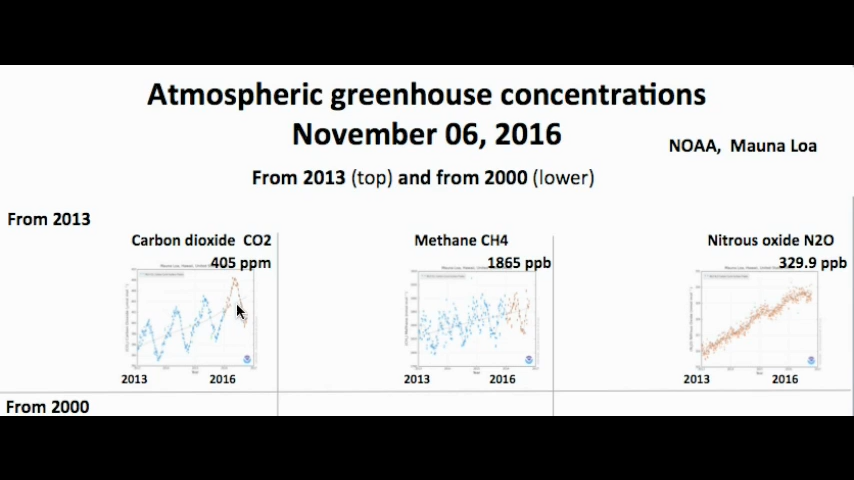 Atmospheric greenhouse concentrations
November 06, 2016
NOAA, Mauna Loa
From 2013 (top) and from 2000 (lower)
From 2013
Carbon dioxide CO2
405 ppm
2013 2016
Methane CH4
1865 ppb
2013 2016
Nitrous oxide N2O
329.9 ppb
2013 2016
From 2000